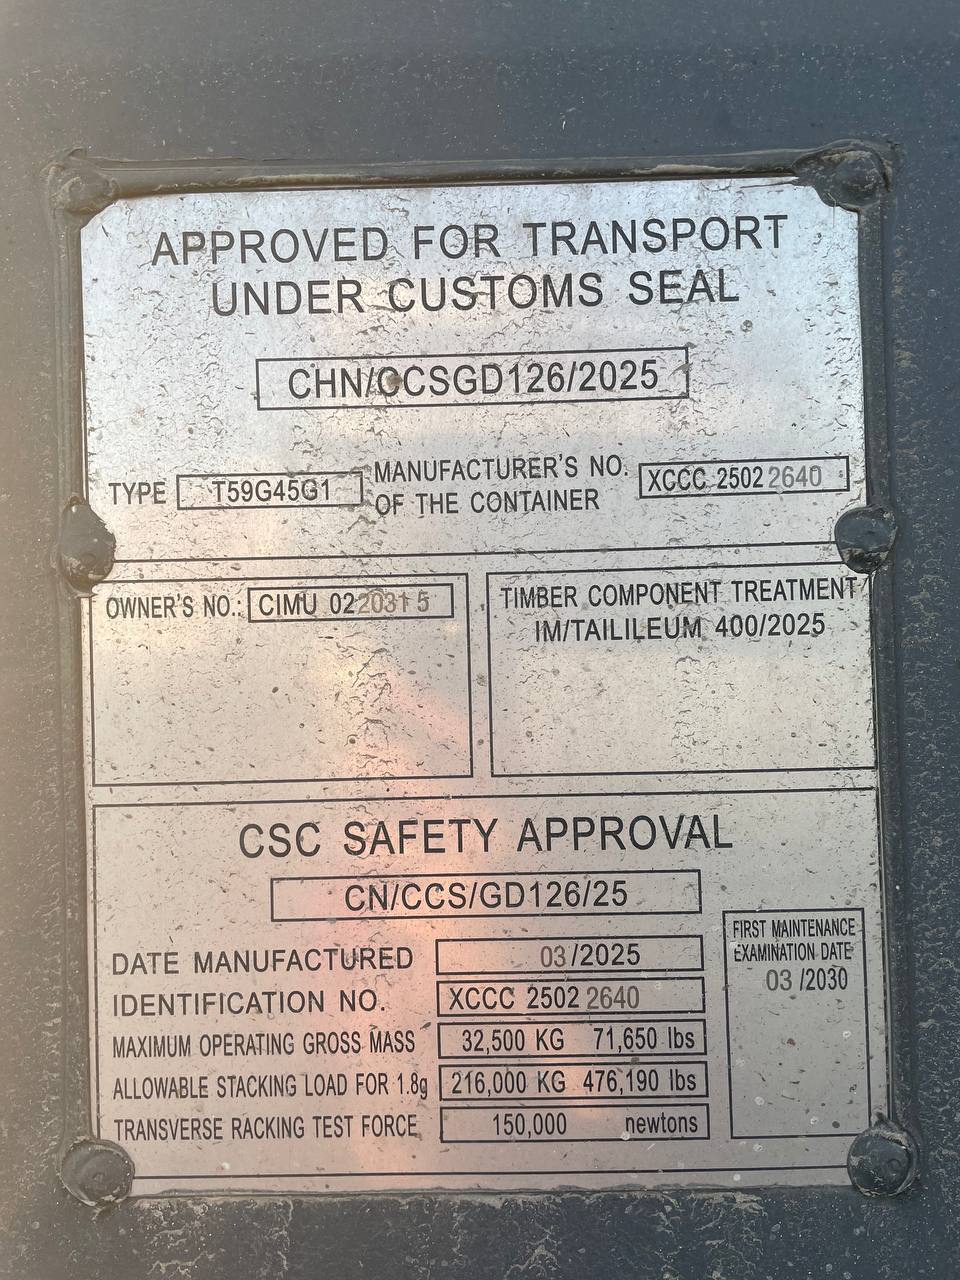 APPROVED FOR TRANSPORT
UNDER CUSTOMS SEAL
CHN/CCSGD126/2025
TYPE T59G45G1 MANUFACTURER'S NO. OF THE CONTAINER XCCC 2502 2640
OWNER'S NO.: CIMU 022031 5
TIMBER COMPONENT TREATMENT/
IM/TAILILEUM 400/2025
CSC SAFETY APPROVAL
CN/CCS/GD126/25
DATE MANUFACTURED 03/2025
IDENTIFICATION NO. XCCC 2502 2640
MAXIMUM OPERATING GROSS MASS 32,500 KG 71,650 lbs
ALLOWABLE STACKING LOAD FOR 1.8g 216,000 KG 476,190 lbs
TRANSVERSE RACKING TEST FORCE 150,000 newtons
FIRST MAINTENANCE
EXAMINATION DATE
03 /2030